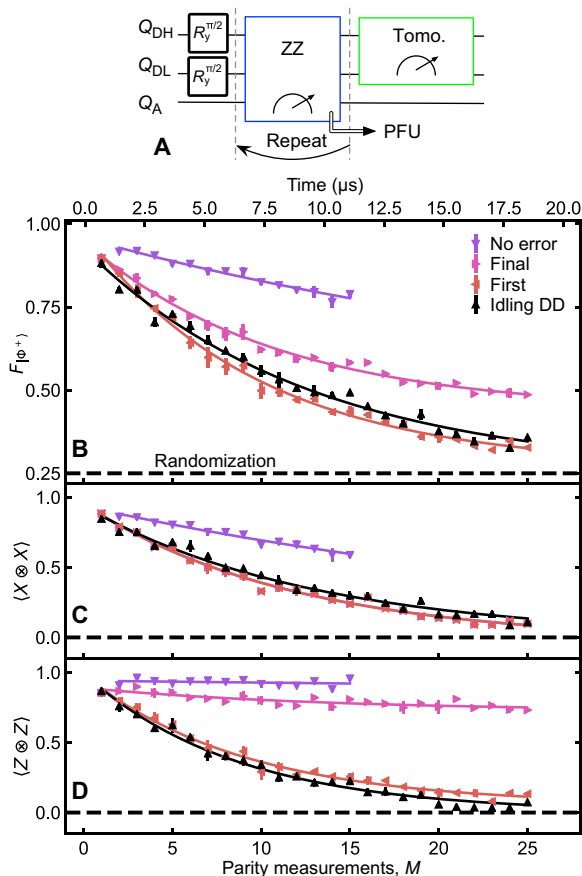 Q_DH R_y^π/2
ZZ
Tomo.
Q_DL R_y^π/2
Q_A
PFU
Repeat
A
Time (μs)
0.0 2.5 5.0 7.5 10.0 12.5 15.0 17.5 20.0
1.00
0.75
0.50
0.25
F_|Φ⁺⟩
No error
Final
First
Idling DD
Randomization
B
1.0
0.5
0.0
⟨X ⊗ X⟩
C
1.0
0.5
0.0
⟨Z ⊗ Z⟩
D
0 5 10 15 20 25
Parity measurements, M